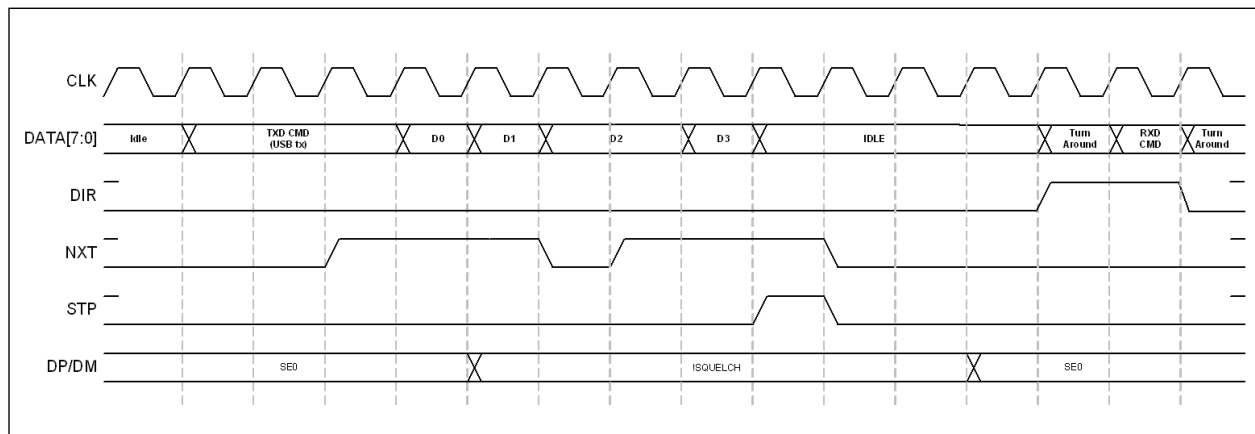 CLK
DATA[7:0]
Idle
TXD CMD
(USB tx)
D0
D1
D2
D3
IDLE
Turn
Around
RXD
CMD
Turn
Around
DIR
NXT
STP
DP/DM
SE0
!SQUELCH
SE0